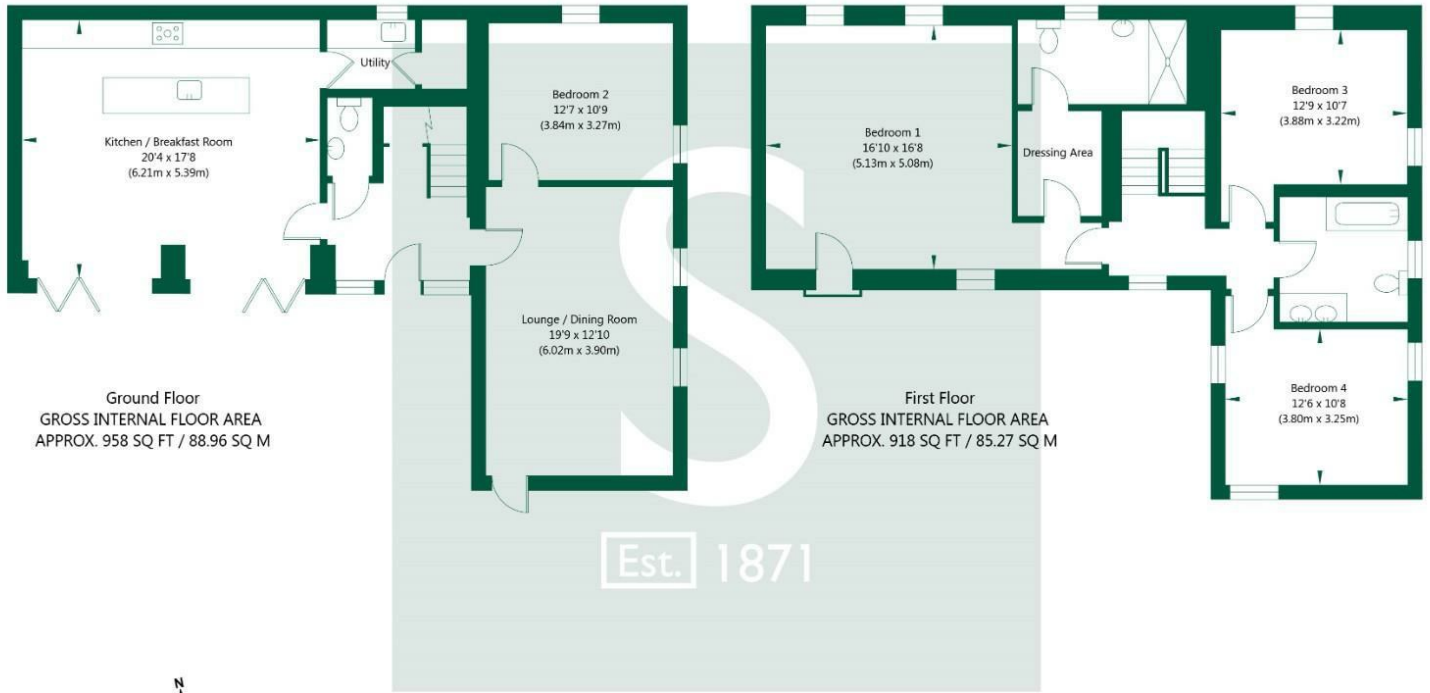 Utility
Kitchen / Breakfast Room
20'4 x 17'8
(6.21m x 5.39m)
Bedroom 2
12'7 x 10'9
(3.84m x 3.27m)
Lounge / Dining Room
19'9 x 12'10
(6.02m x 3.90m)
Ground Floor
GROSS INTERNAL FLOOR AREA
APPROX. 958 SQ FT / 88.96 SQ M
Bedroom 1
16'10 x 16'8
(5.13m x 5.08m)
Dressing Area
Bedroom 3
12'9 x 10'7
(3.88m x 3.22m)
Bedroom 4
12'6 x 10'8
(3.80m x 3.25m)
First Floor
GROSS INTERNAL FLOOR AREA
APPROX. 918 SQ FT / 85.27 SQ M
S
Est. 1871
N